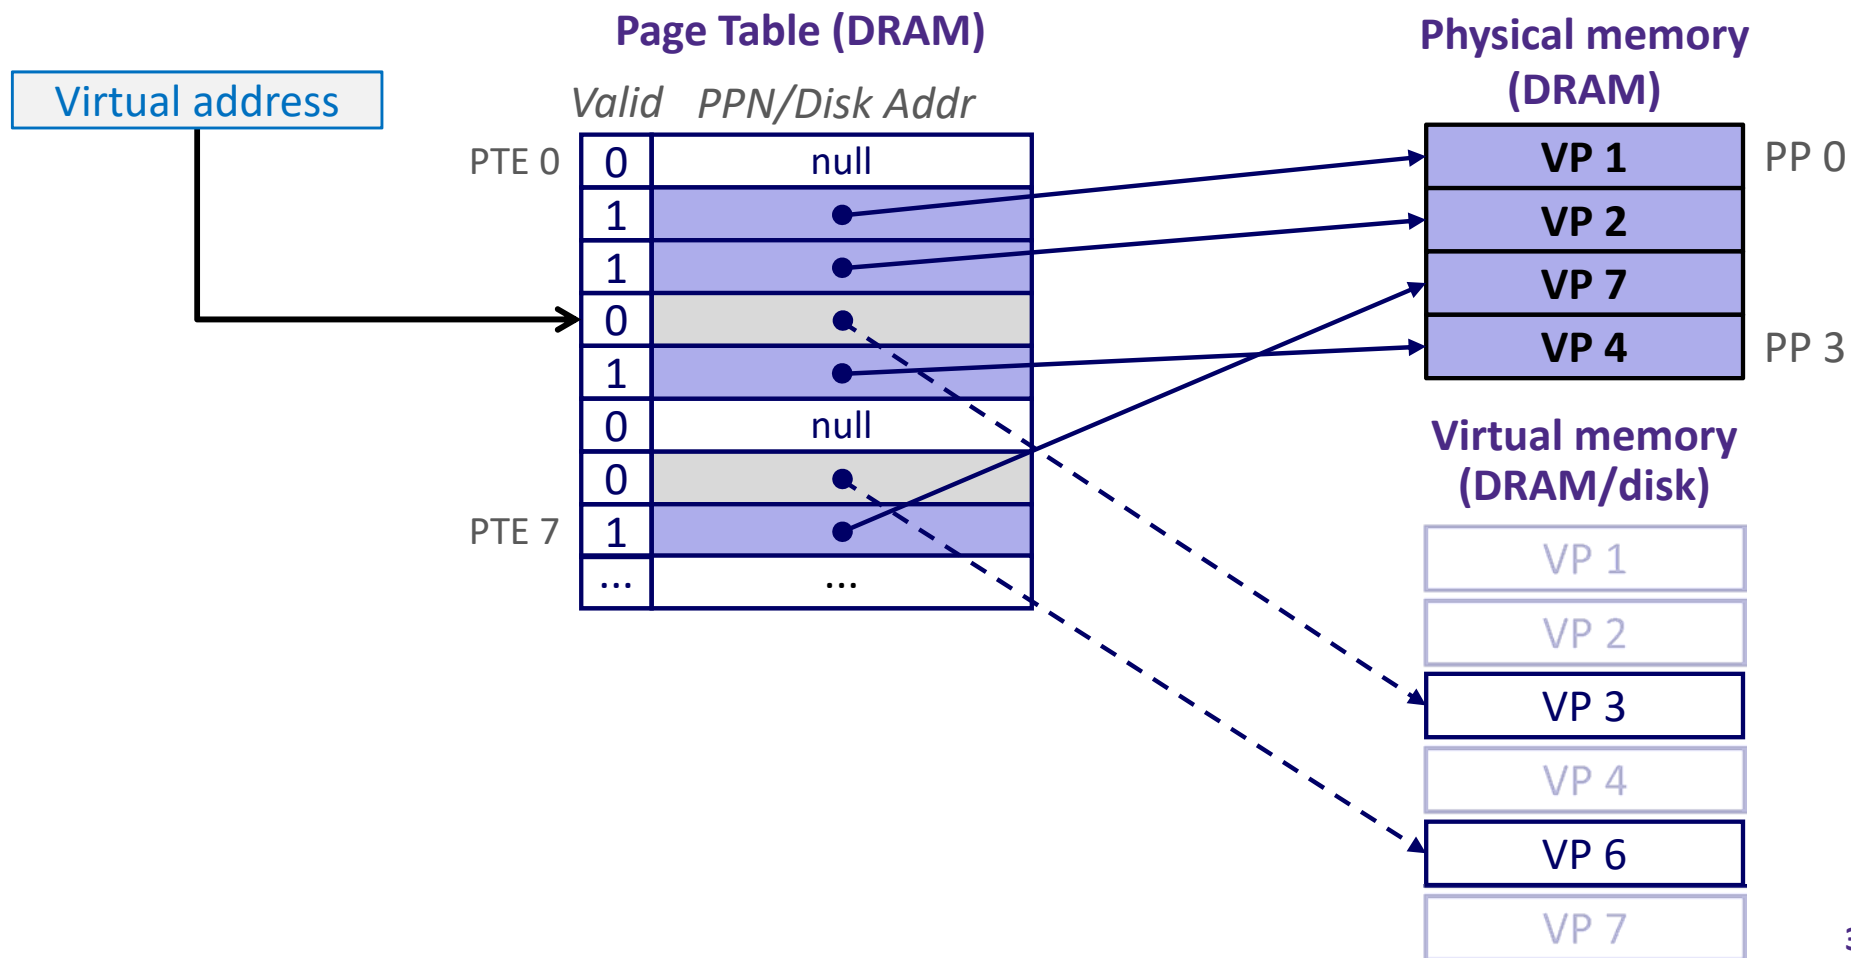 Page Table (DRAM)
Physical memory
(DRAM)
Virtual address
Valid PPN/Disk Addr
PTE 0 0 null
1
1
0
1
0 null
0
PTE 7 1
... ...
VP 1 PP 0
VP 2
VP 7
VP 4 PP 3
Virtual memory
(DRAM/disk)
VP 1
VP 2
VP 3
VP 4
VP 6
VP 7